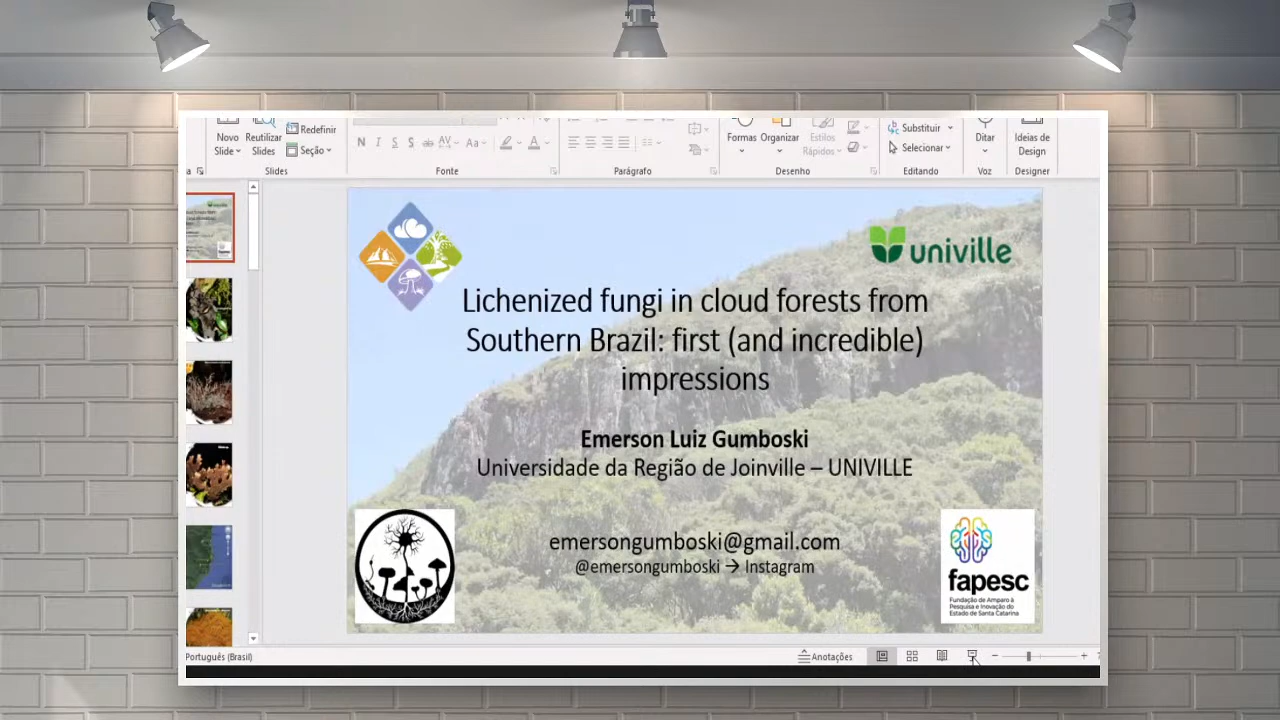 Redefinir
Substituir
Novo
Slide
Reutilizar
Slides
Seção
N I S S ab AV Aa A
Formas
Organizar
Estilos
Rápidos
Selecionar
Ditar
Ideias de
Design
a
Slides
Fonte
Parágrafo
Desenho
Editando
Voz
Designer
univille
Lichenized fungi in cloud forests from
Southern Brazil: first (and incredible)
impressions
Emerson Luiz Gumboski
Universidade da Região de Joinville – UNIVILLE
emersongumboski@gmail.com
@emersongumboski → Instagram
fapesc
Fundação de Amparo à
Pesquisa e Inovação do
Estado de Santa Catarina
Português (Brasil)
Anotações